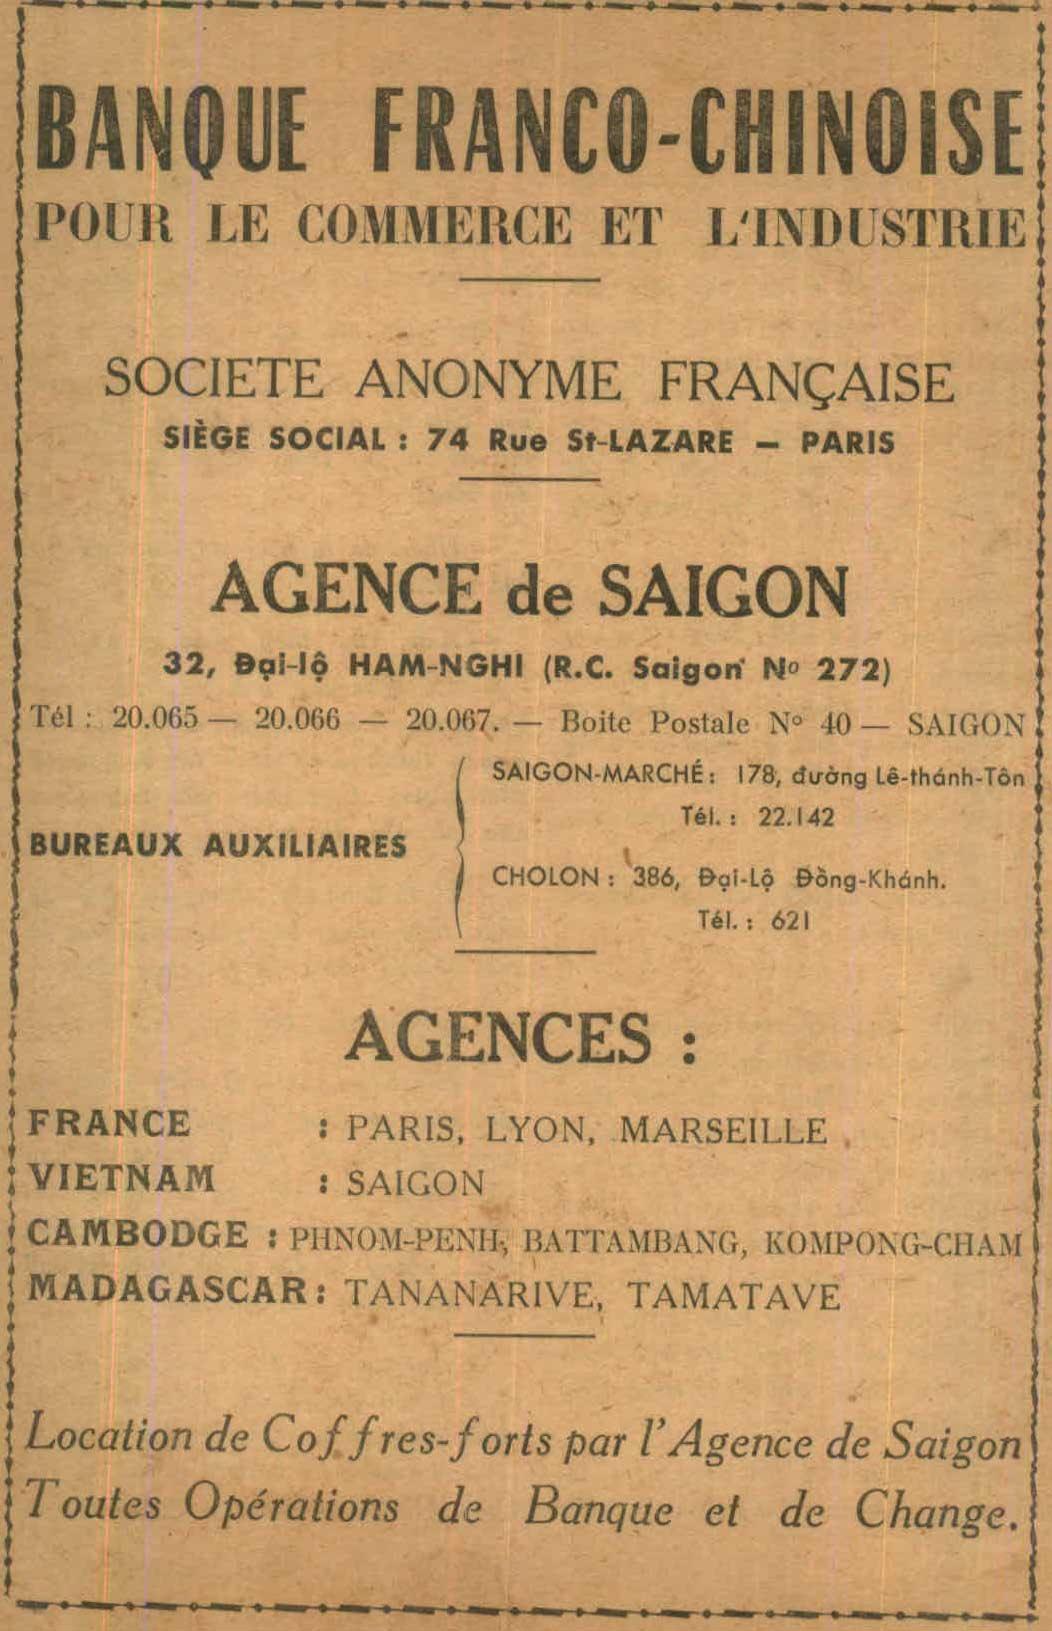 BANQUE FRANCO-CHINOISE
POUR LE COMMERCE ET L'INDUSTRIE
SOCIETE ANONYME FRANÇAISE
SIÈGE SOCIAL : 74 Rue St-LAZARE — PARIS
AGENCE de SAIGON
32, Đại-lộ HAM-NGHI (R.C. Saigon Nº 272)
Tél : 20.065 — 20.066 — 20.067. — Boite Postale N° 40 — SAIGON
BUREAUX AUXILIAIRES
SAIGON-MARCHÉ : 178, đường Lê-thánh-Tôn
Tél. : 22.142
CHOLON : 386, Đại-Lộ Đồng-Khánh.
Tél. : 621
AGENCES :
FRANCE : PARIS, LYON, MARSEILLE
VIETNAM : SAIGON
CAMBODGE : PHNOM-PENH, BATTAMBANG, KOMPONG-CHAM
MADAGASCAR : TANANARIVE, TAMATAVE
Location de Coffres-forts par l'Agence de Saigon
Toutes Opérations de Banque et de Change.